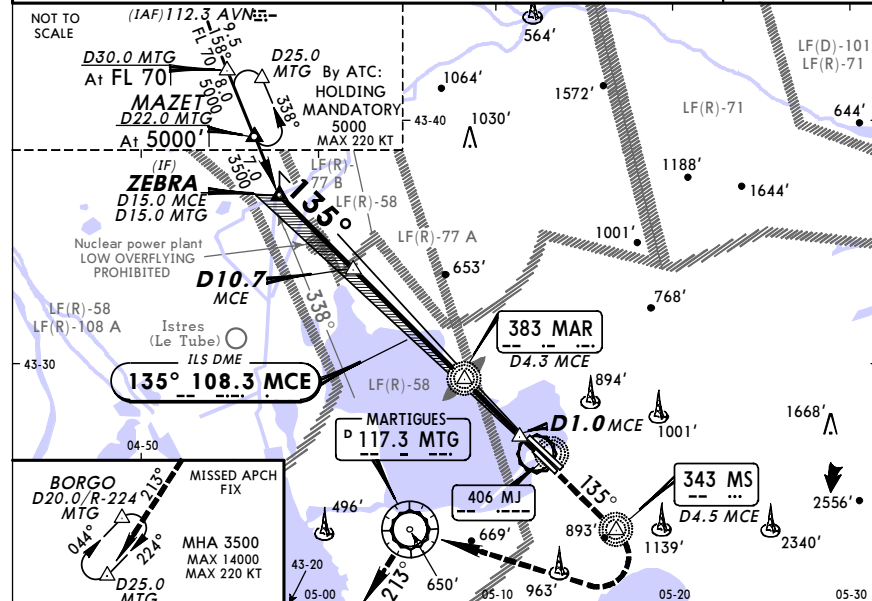 NOT TO
SCALE
(IAF) 112.3 AVN
9.5
158°
FL 70
D30.0 MTG
At FL 70
8.0
5000
D25.0
MTG
338°
By ATC:
HOLDING
MANDATORY
5000
MAX 220 KT
MAZET
D22.0 MTG
At 5000'
7.0
3500
564'
1064'
1572'
LF(D)-101
LF(R)-71
43-40
1030'
LF(R)-71
644'
1188'
1644'
(IF)
ZEBRA
D15.0 MCE
D15.0 MTG
135°
LF(R)-
77 B
LF(R)-58
LF(R)-77 A
1001'
Nuclear power plant
LOW OVERFLYING
PROHIBITED
D10.7
MCE
653'
768'
338°
LF(R)-58
LF(R)-108 A
Istres
(Le Tube)
383 MAR
D4.3 MCE
43-30
ILS DME
135° 108.3 MCE
LF(R)-58
894'
1001'
1668'
MARTIGUES
D 117.3 MTG
D1.0 MCE
04-50
BORGO
D20.0/R-224
MTG
213°
MISSED APCH
FIX
044°
224°
D25.0
MTG
MHA 3500
MAX 14000
MAX 220 KT
406 MJ
135°
343 MS
D4.5 MCE
2556'
496'
669'
893'
1139'
2340'
43-20
05-00
213°
650'
05-10
963'
05-20
05-30